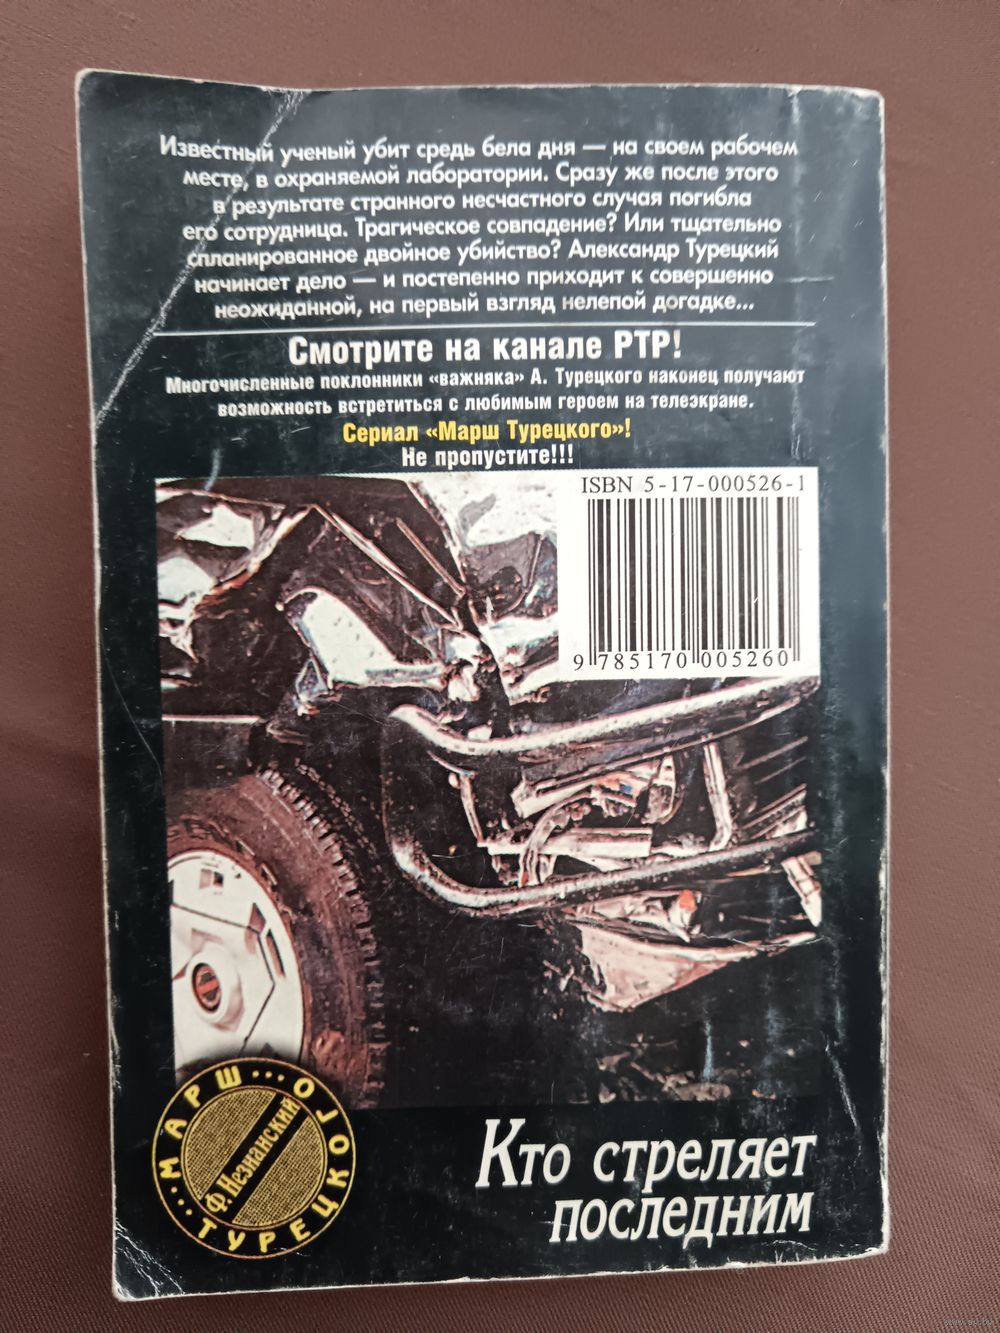 Известный ученый убит средь бела дня — на своем рабочем
месте, в охраняемой лаборатории. Сразу же после этого
в результате странного несчастного случая погибла
его сотрудница. Трагическое совпадение? Или тщательно
спланированное двойное убийство? Александр Турецкий
начинает дело — и постепенно приходит к совершенно
неожиданной, на первый взгляд нелепой догадке...
Смотрите на канале РТР!
Многочисленные поклонники «важняка» А. Турецкого наконец получают
возможность встретиться с любимым героем на телеэкране.
Сериал «Марш Турецкого»!
Не пропустите!!!
ISBN 5-17-000526-1
9 785170 005260
МАРШ...
Ф. Незнанский
...ТУРЕЦКОГО
Кто стреляет
последним